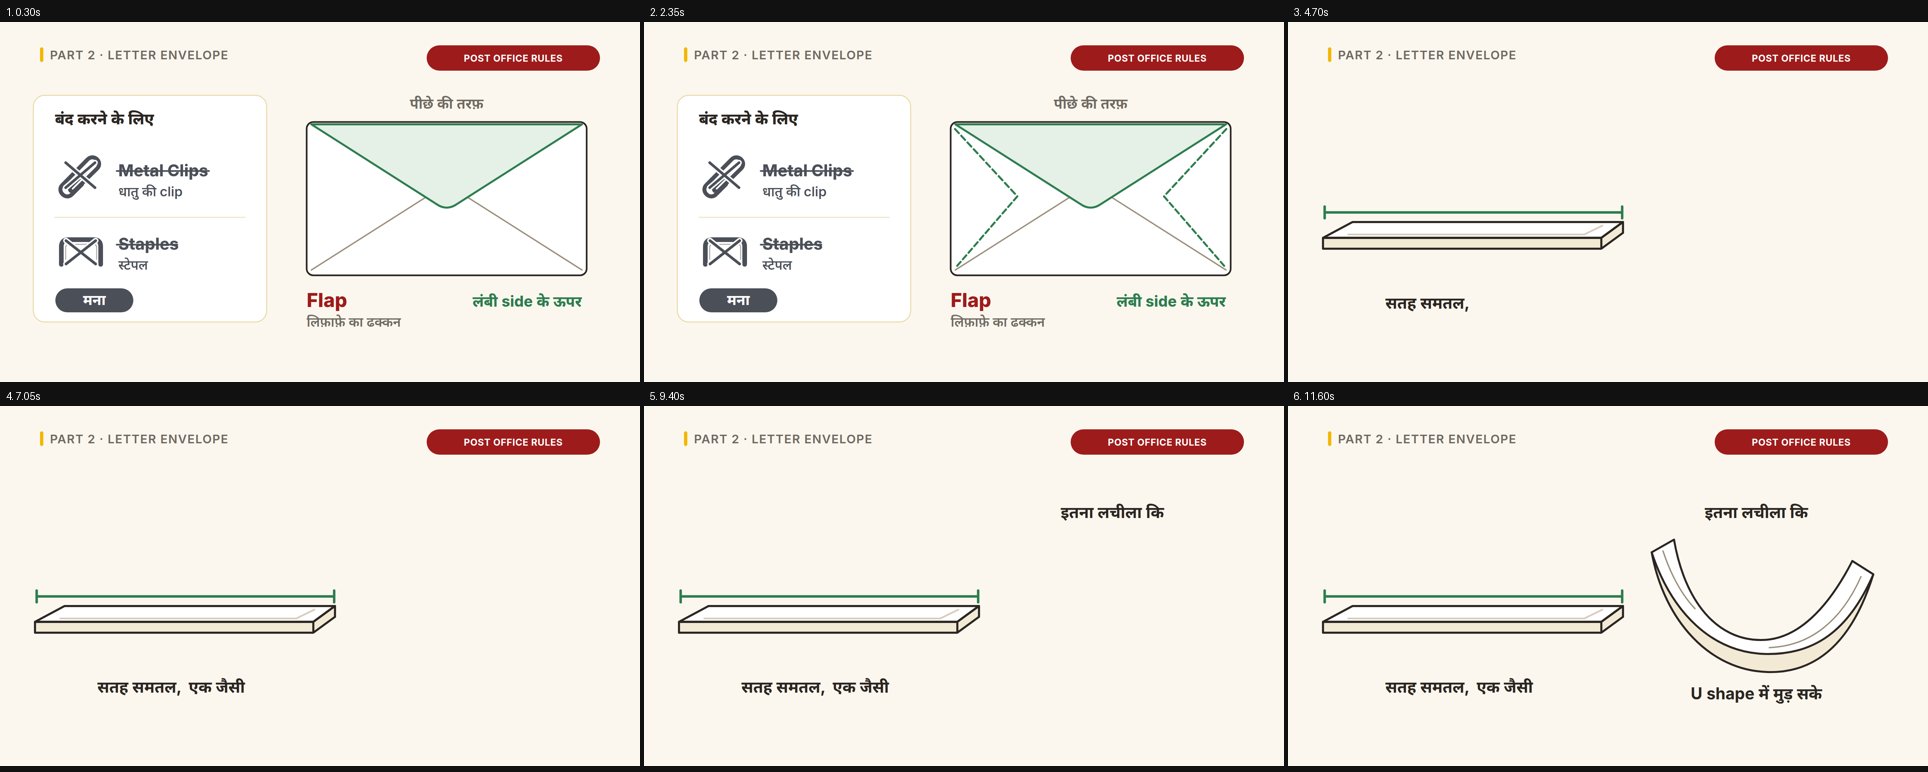 1. 0.30s
PART 2 · LETTER ENVELOPE
POST OFFICE RULES
बंद करने के लिए
Metal Clips
धातु की clip
Staples
स्टेपल
मना
पीछे की तरफ़
Flap
लिफ़ाफ़े का ढक्कन
लंबी side के ऊपर
2. 2.35s
PART 2 · LETTER ENVELOPE
POST OFFICE RULES
बंद करने के लिए
Metal Clips
धातु की clip
Staples
स्टेपल
मना
पीछे की तरफ़
Flap
लिफ़ाफ़े का ढक्कन
लंबी side के ऊपर
3. 4.70s
PART 2 · LETTER ENVELOPE
POST OFFICE RULES
सतह समतल,
4. 7.05s
PART 2 · LETTER ENVELOPE
POST OFFICE RULES
सतह समतल, एक जैसी
5. 9.40s
PART 2 · LETTER ENVELOPE
POST OFFICE RULES
इतना लचीला कि
सतह समतल, एक जैसी
6. 11.60s
PART 2 · LETTER ENVELOPE
POST OFFICE RULES
इतना लचीला कि
सतह समतल, एक जैसी
U shape में मुड़ सके